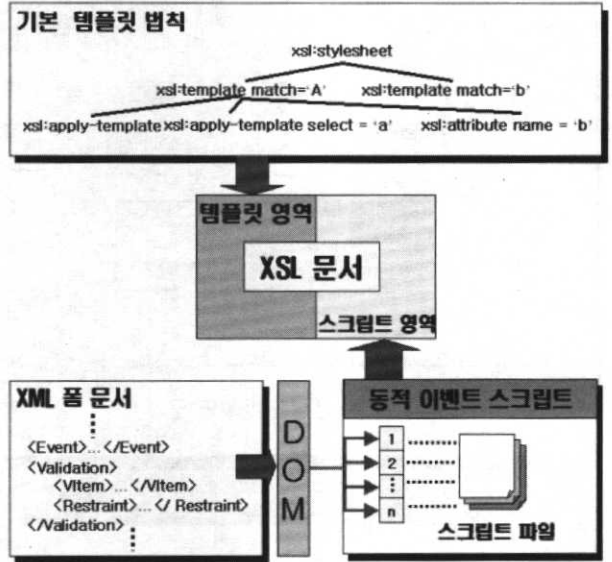 기본 템플릿 법칙
xsl:stylesheet
xsl:template match='A' xsl:template match='b'
xsl:apply-template xsl:apply-template select = 'a' xsl:attribute name = 'b'
템플릿 영역
XSL 문서
스크립트 영역
XML 폼 문서
<Event>... </Event>
<Validation>
<VItem>... </VItem>
<Restraint>... </ Restraint>
</Validation>
DOM
동적 이벤트 스크립트
1
2
n
스크립트 파일